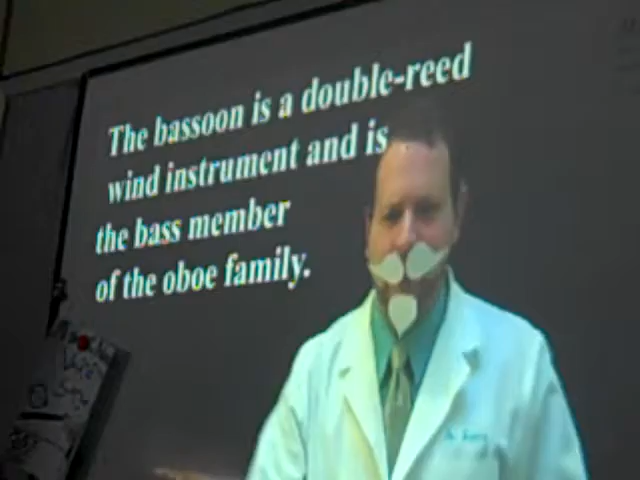 The bassoon is a double-reed
wind instrument and is
the bass member
of the oboe family.